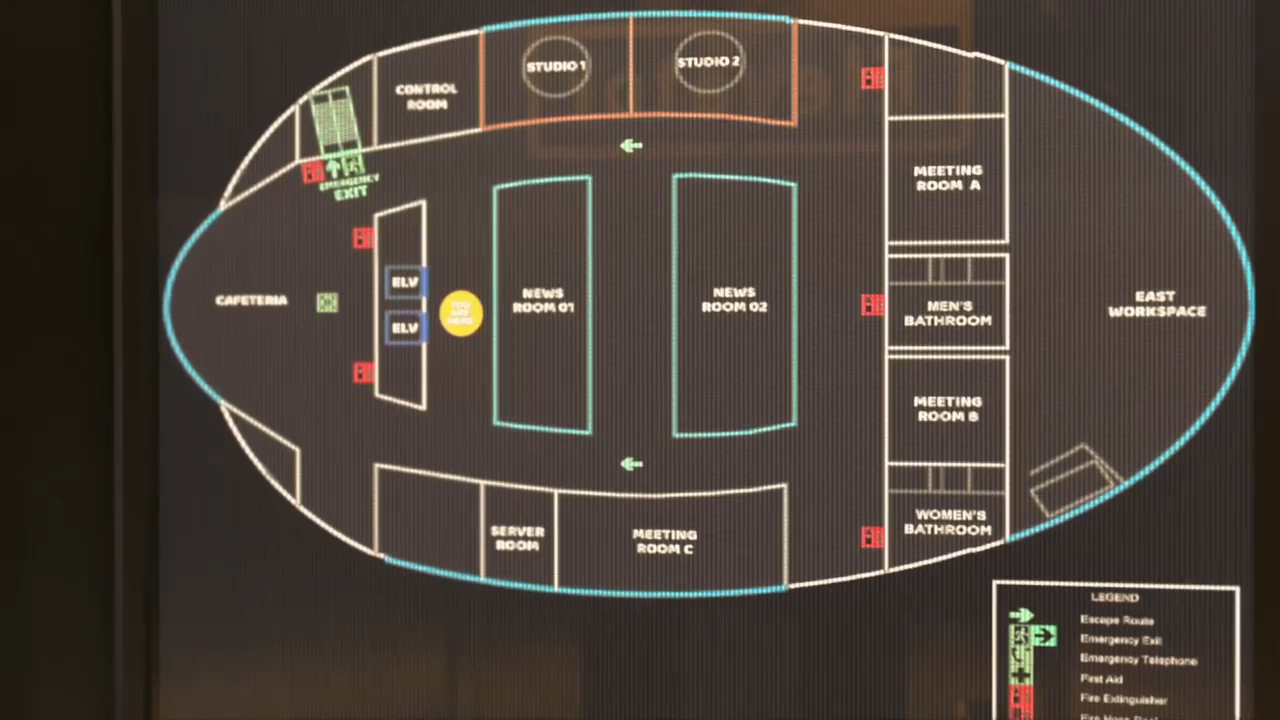 STUDIO 1
STUDIO 2
CONTROL
ROOM
EMERGENCY
EXIT
MEETING
ROOM A
ELV
ELV
YOU
ARE
HERE
CAFETERIA
NEWS
ROOM 01
NEWS
ROOM 02
MEN'S
BATHROOM
EAST
WORKSPACE
MEETING
ROOM B
SERVER
ROOM
MEETING
ROOM C
WOMEN'S
BATHROOM
LEGEND
Escape Route
Emergency Exit
Emergency Telephone
First Aid
Fire Extinguisher